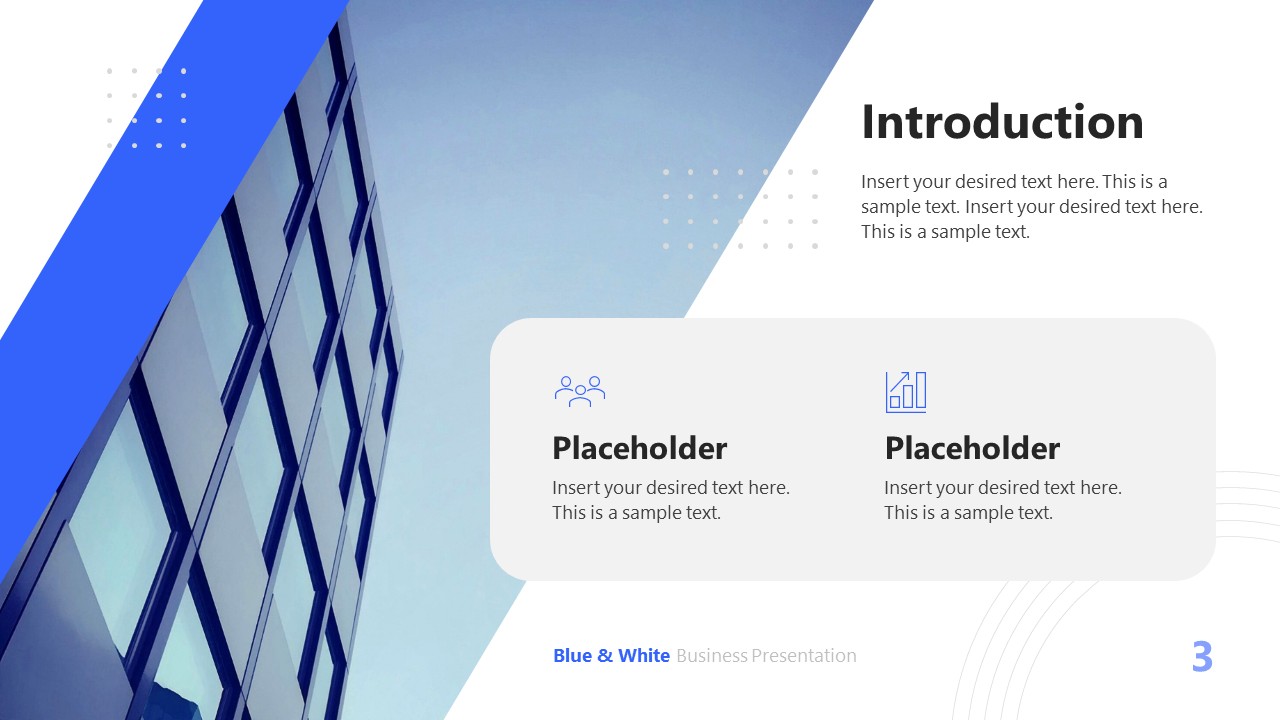 Introduction
Insert your desired text here. This is a
sample text. Insert your desired text here.
This is a sample text.
Placeholder
Insert your desired text here.
This is a sample text.
Placeholder
Insert your desired text here.
This is a sample text.
Blue & White Business Presentation
3